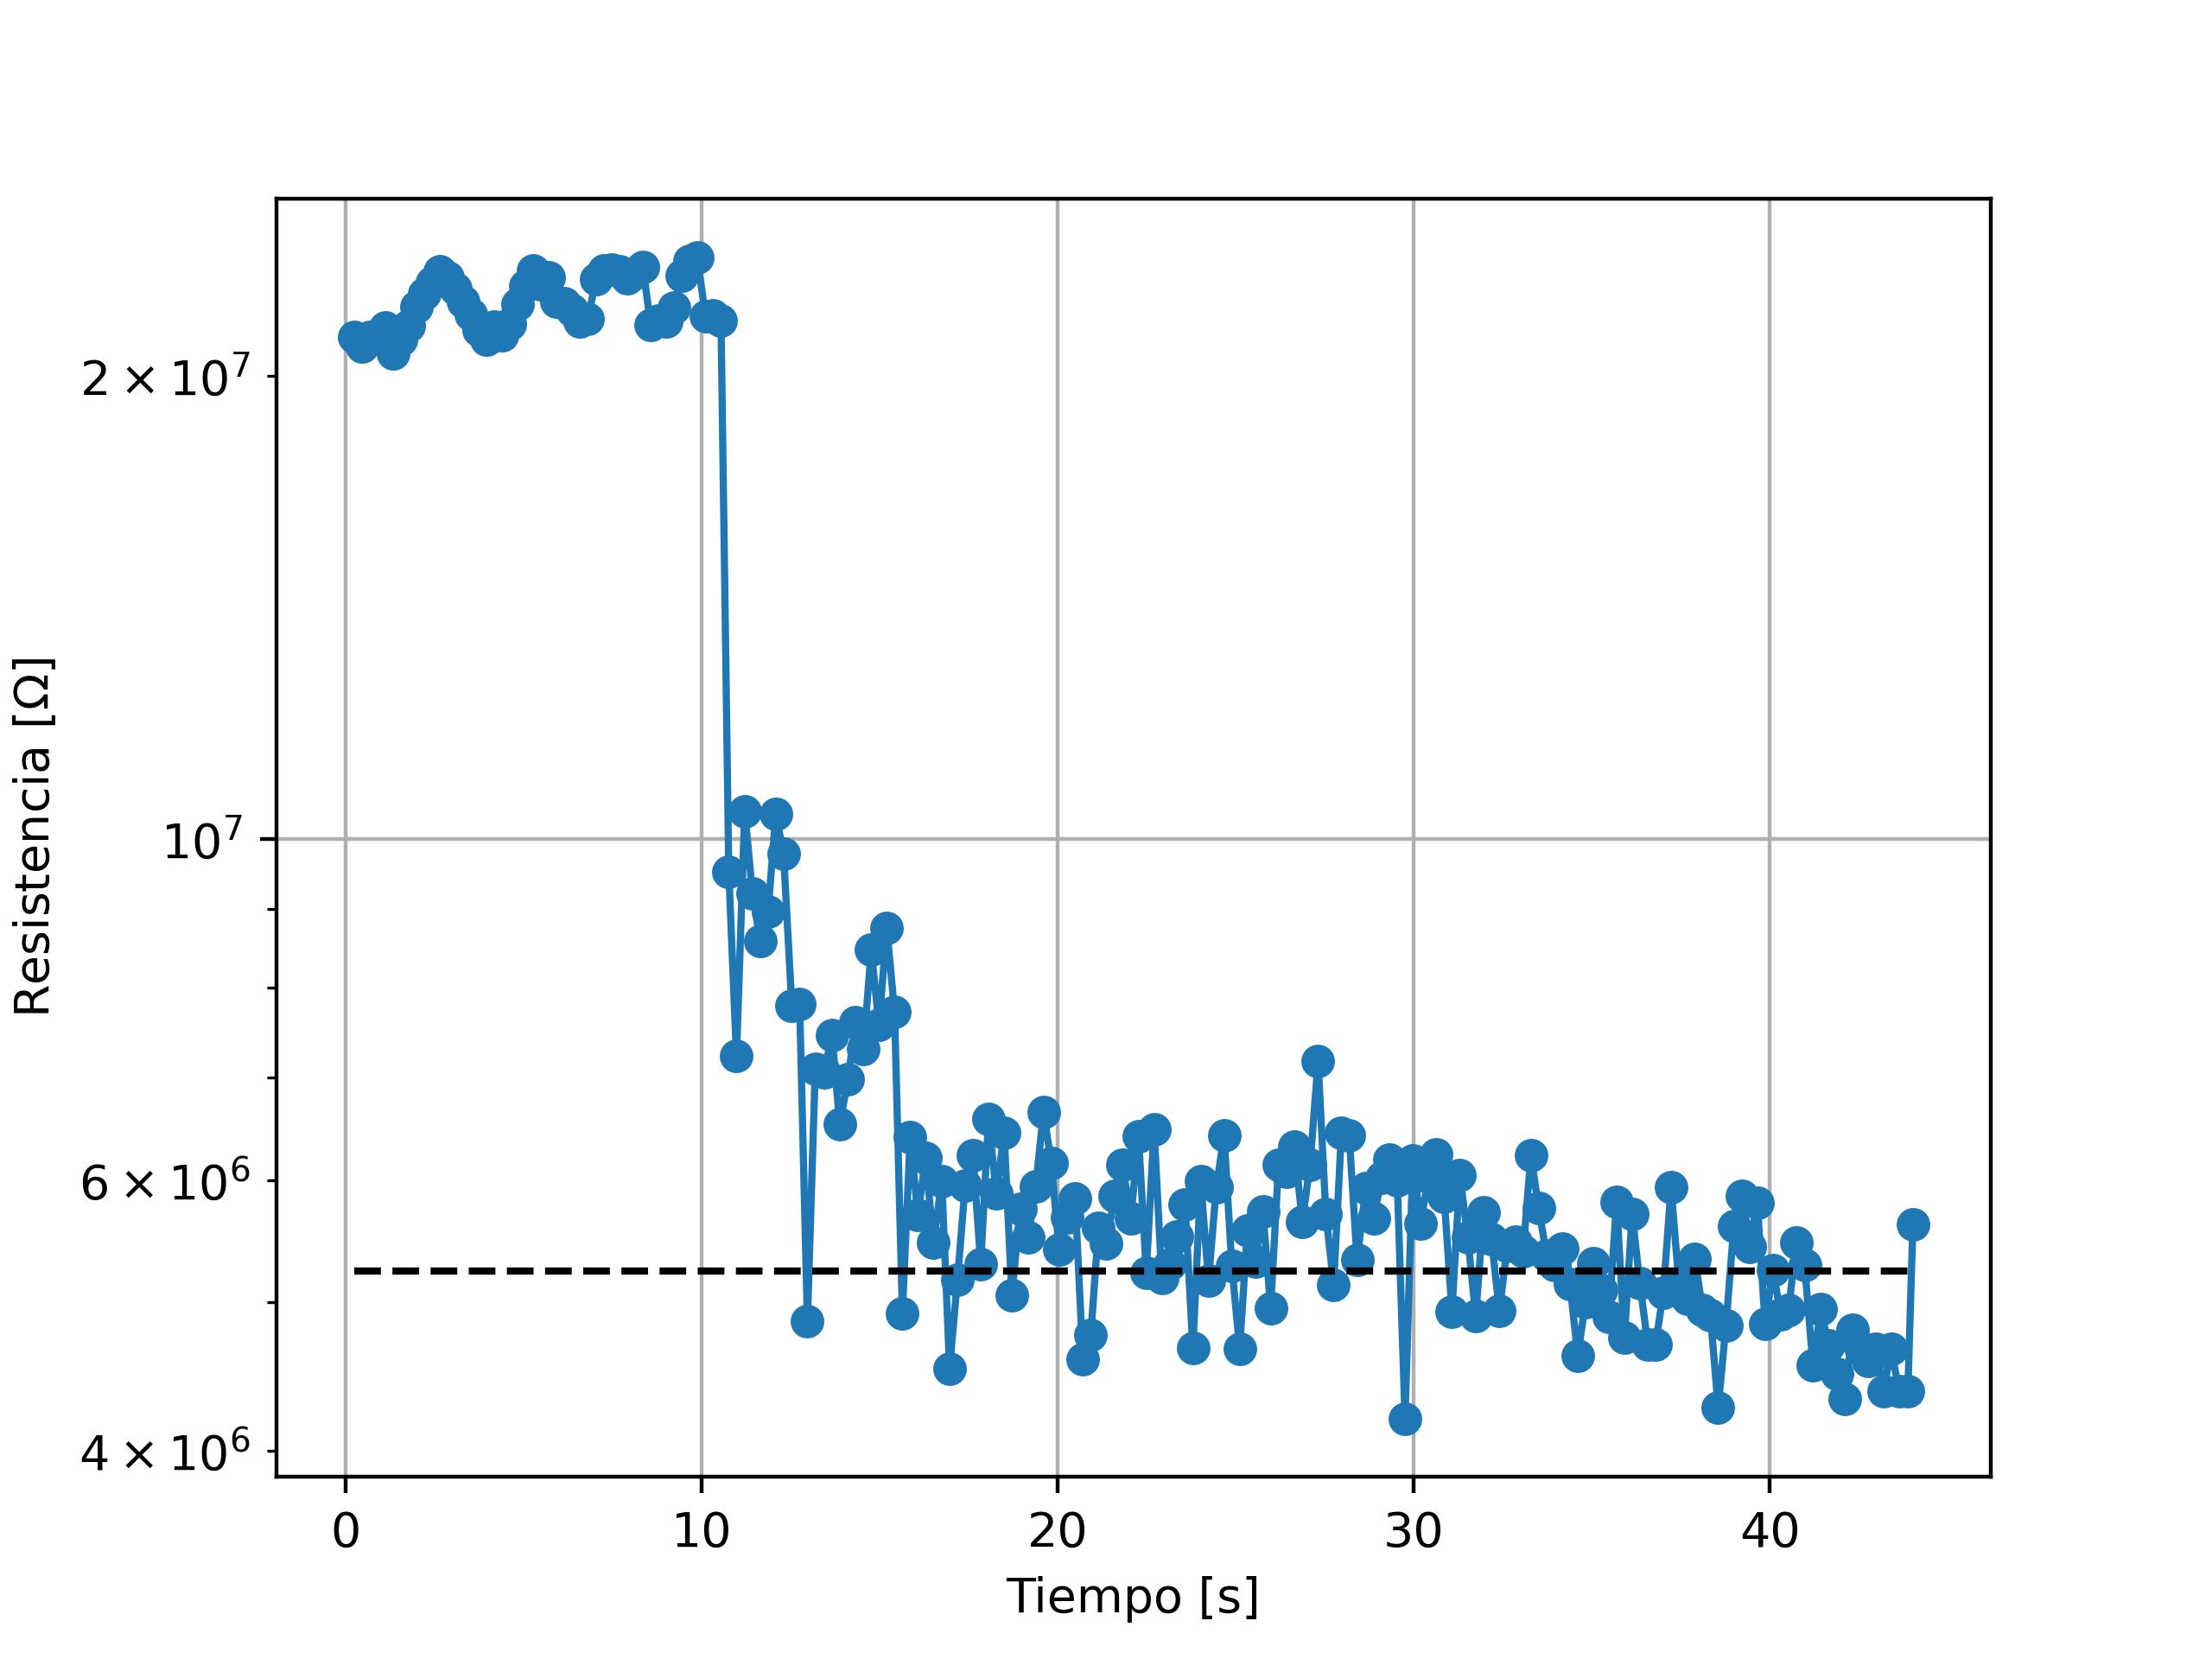 Resistencia [Ω]
2 × 10⁷
10⁷
6 × 10⁶
4 × 10⁶
0 10 20 30 40
Tiempo [s]